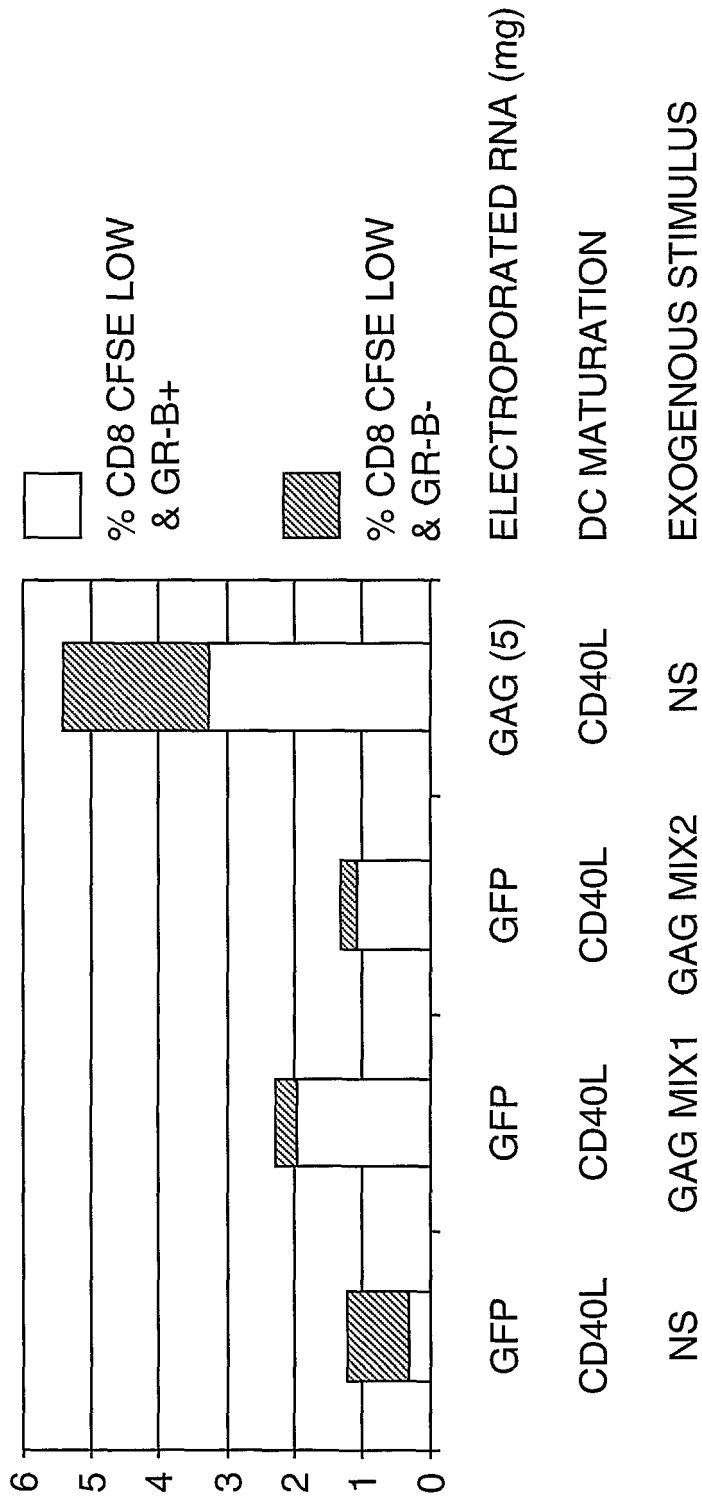 6
5
4
3
2
1
0
% CD8 CFSE LOW
& GR-B+
% CD8 CFSE LOW
& GR-B-
GFP GFP GFP GAG (5) ELECTROPORATED RNA (mg)
CD40L CD40L CD40L CD40L DC MATURATION
NS GAG MIX1 GAG MIX2 NS EXOGENOUS STIMULUS